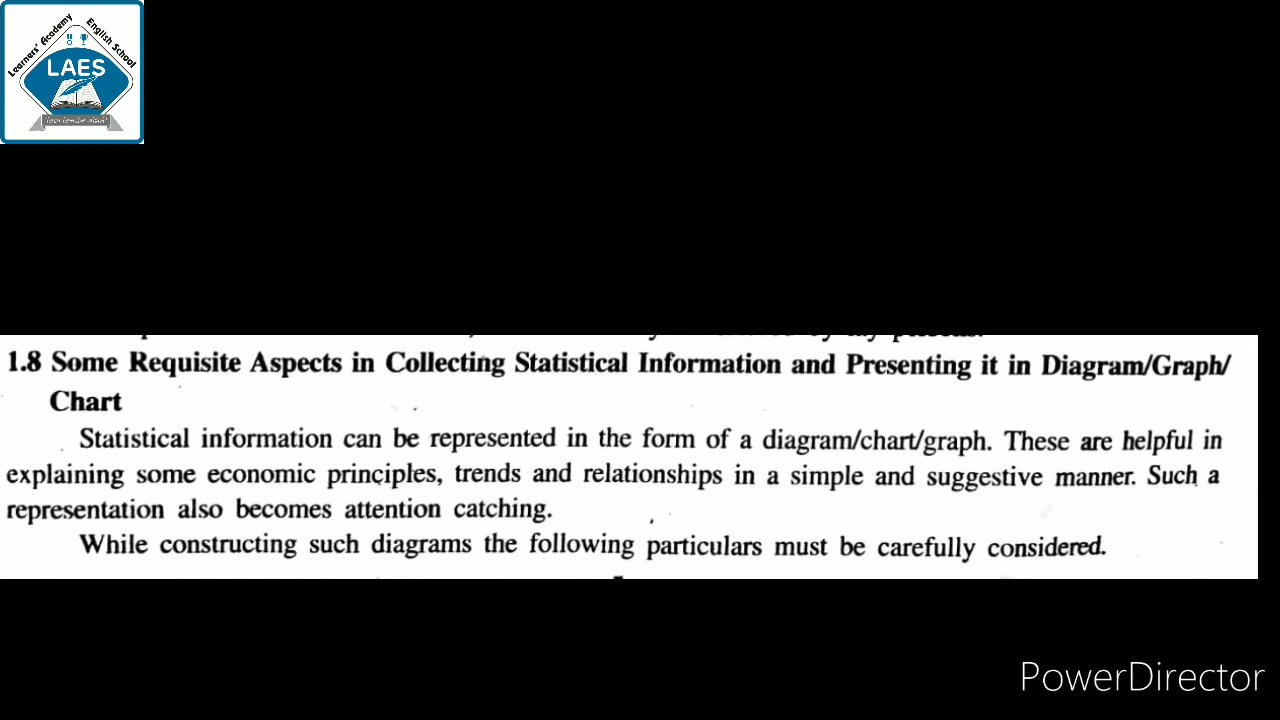 Learners' Academy English School
LAES
1.8 Some Requisite Aspects in Collecting Statistical Information and Presenting it in Diagram/Graph/
Chart
Statistical information can be represented in the form of a diagram/chart/graph. These are helpful in
explaining some economic principles, trends and relationships in a simple and suggestive manner. Such a
representation also becomes attention catching.
While constructing such diagrams the following particulars must be carefully considered.
PowerDirector